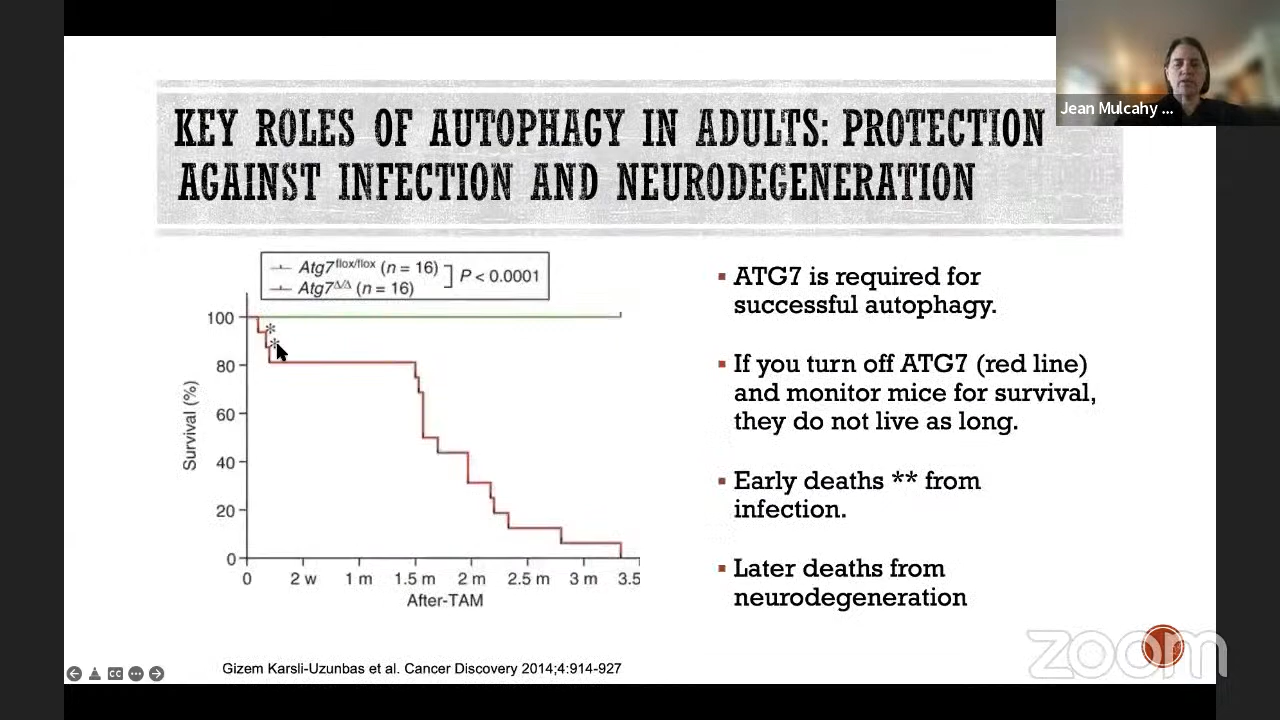 Jean Mulcahy ...
KEY ROLES OF AUTOPHAGY IN ADULTS: PROTECTION
AGAINST INFECTION AND NEURODEGENERATION
Atg7flox/flox (n = 16)
Atg7Δ/Δ (n = 16)
P < 0.0001
100
80
60
40
20
0
Survival (%)
*
*
0 2 w 1 m 1.5 m 2 m 2.5 m 3 m 3.5
After-TAM
▪ ATG7 is required for
successful autophagy.
▪ If you turn off ATG7 (red line)
and monitor mice for survival,
they do not live as long.
▪ Early deaths ** from
infection.
▪ Later deaths from
neurodegeneration
Gizem Karsli-Uzunbas et al. Cancer Discovery 2014;4:914-927
CC
zoom